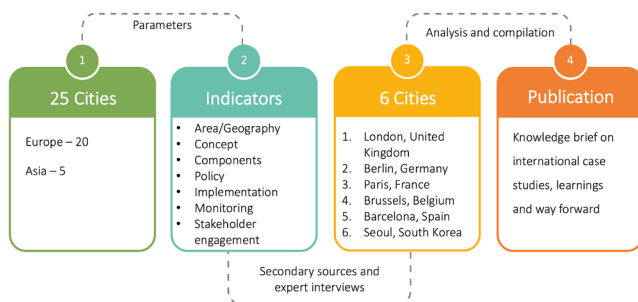 Parameters
Analysis and compilation
1
25 Cities
Europe – 20
Asia – 5
2
Indicators
• Area/Geography
• Concept
• Components
• Policy
• Implementation
• Monitoring
• Stakeholder
engagement
3
6 Cities
1. London, United
Kingdom
2. Berlin, Germany
3. Paris, France
4. Brussels, Belgium
5. Barcelona, Spain
6. Seoul, South Korea
4
Publication
Knowledge brief on
international case
studies, learnings
and way forward
Secondary sources and
expert interviews